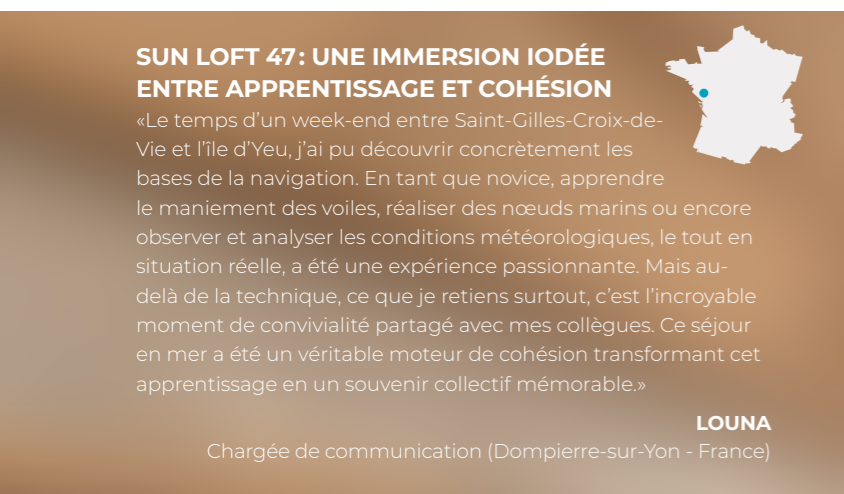 SUN LOFT 47 : UNE IMMERSION IODÉE
ENTRE APPRENTISSAGE ET COHÉSION
«Le temps d’un week-end entre Saint-Gilles-Croix-de-
Vie et l’île d’Yeu, j’ai pu découvrir concrètement les
bases de la navigation. En tant que novice, apprendre
le maniement des voiles, réaliser des nœuds marins ou encore
observer et analyser les conditions météorologiques, le tout en
situation réelle, a été une expérience passionnante. Mais au-
delà de la technique, ce que je retiens surtout, c’est l’incroyable
moment de convivialité partagé avec mes collègues. Ce séjour
en mer a été un véritable moteur de cohésion transformant cet
apprentissage en un souvenir collectif mémorable.»
LOUNA
Chargée de communication (Dompierre-sur-Yon - France)